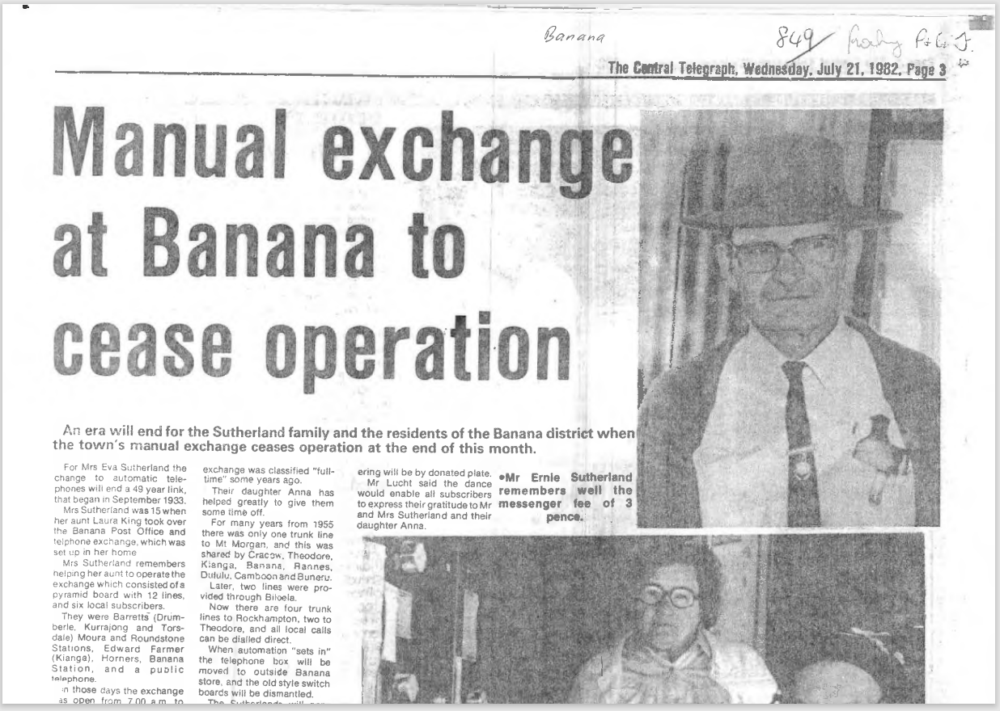 Banana
849
The Central Telegraph, Wednesday, July 21, 1982, Page 3
Manual exchange
at Banana to
cease operation
An era will end for the Sutherland family and the residents of the Banana district when
the town's manual exchange ceases operation at the end of this month.
For Mrs Eva Sutherland the
change to automatic tele-
phones will end a 49 year link,
that began in September 1933.
Mrs Sutherland was 15 when
her aunt Laura King took over
the Banana Post Office and
telphone exchange, which was
set up in her home
Mrs Sutherland remembers
helping her aunt to operate the
exchange which consisted of a
pyramid board with 12 lines,
and six local subscribers.
They were Barretts (Drum-
berle, Kurrajong and Tors-
dale) Moura and Roundstone
Stations, Edward Farmer
(Kianga), Horners, Banana
Station, and a public
telephone.
in those days the exchange
as open from 7.00 a.m. to
exchange was classified "full-
time" some years ago.
Their daughter Anna has
helped greatly to give them
some time off.
For many years from 1955
there was only one trunk line
to Mt Morgan, and this was
shared by Cracow, Theodore,
Kianga, Banana, Rannes,
Dululu, Camboon and Buneru.
Later, two lines were pro-
vided through Biloela.
Now there are four trunk
lines to Rockhampton, two to
Theodore, and all local calls
can be dialled direct.
When automation "sets in"
the telephone box will be
moved to outside Banana
store, and the old style switch
boards will be dismantled.
The Sutherlands will
ering will be by donated plate.
Mr Lucht said the dance
would enable all subscribers
to express their gratitude to Mr
and Mrs Sutherland and their
daughter Anna.
•Mr Ernie Sutherland
remembers well the
messenger fee of 3
pence.